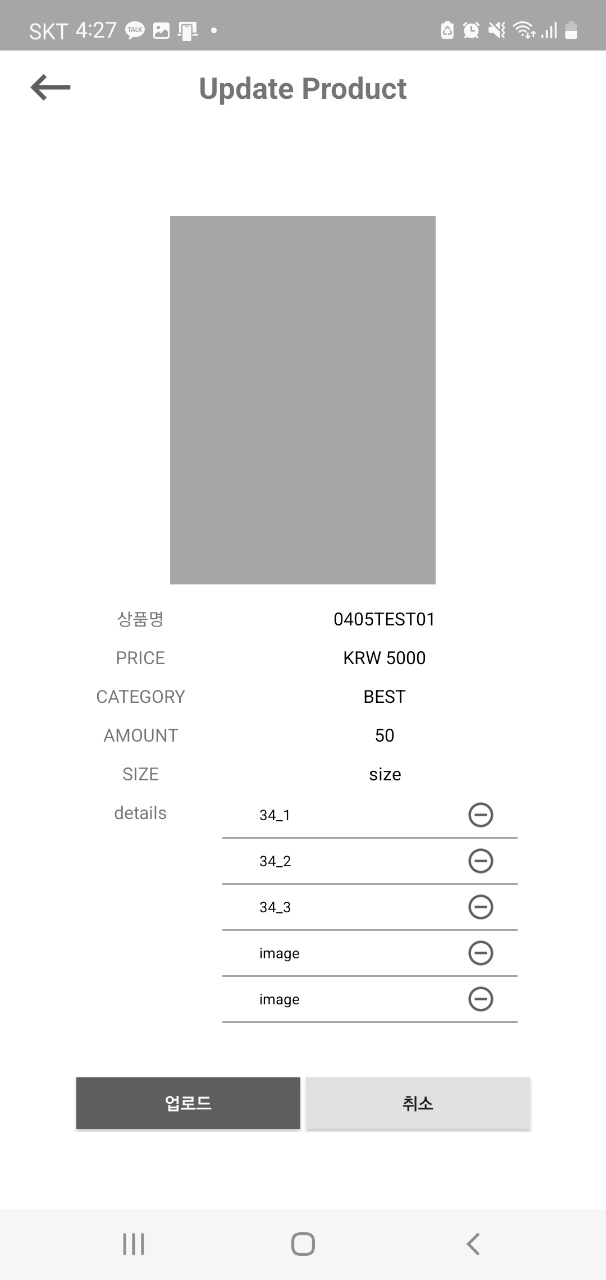 SKT 4:27 TALK
Update Product
상품명 0405TEST01
PRICE KRW 5000
CATEGORY BEST
AMOUNT 50
SIZE size
details 34_1
34_2
34_3
image
image
업로드 취소